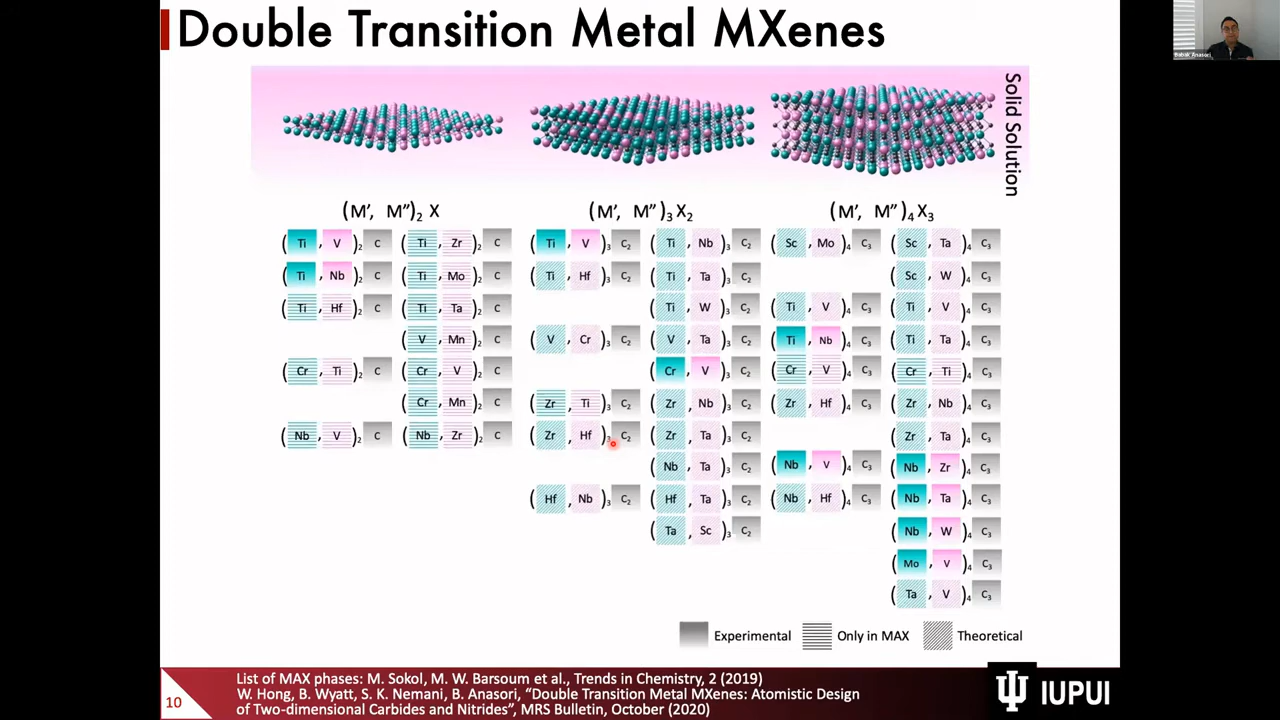 Double Transition Metal MXenes
Babak Anasori
Solid Solution
(M′, M″)₂ X
(M′, M″)₃ X₂
(M′, M″)₄ X₃
(Ti, V)₂ C (Ti, Zr)₂ C (Ti, V)₃ C₂ (Ti, Nb)₃ C₂ (Sc, Mo)₄ C₃ (Sc, Ta)₄ C₃
(Ti, Nb)₂ C (Ti, Mo)₂ C (Ti, Hf)₃ C₂ (Ti, Ta)₃ C₂ (Sc, W)₄ C₃
(Ti, Hf)₂ C (Ti, Ta)₂ C (Ti, W)₃ C₂ (Ti, V)₄ C₃ (Ti, V)₄ C₃
(V, Mn)₂ C (V, Cr)₃ C₂ (V, Ta)₃ C₂ (Ti, Nb)₄ C₃ (Ti, Ta)₄ C₃
(Cr, Ti)₂ C (Cr, V)₂ C (Cr, V)₃ C₂ (Cr, V)₄ C₃ (Cr, Ti)₄ C₃
(Cr, Mn)₂ C (Zr, Ti)₃ C₂ (Zr, Nb)₃ C₂ (Zr, Hf)₄ C₃ (Zr, Nb)₄ C₃
(Nb, V)₂ C (Nb, Zr)₂ C (Zr, Hf)₃ C₂ (Zr, Ta)₃ C₂ (Zr, Ta)₄ C₃
(Nb, Ta)₃ C₂ (Nb, V)₄ C₃ (Nb, Zr)₄ C₃
(Hf, Nb)₃ C₂ (Hf, Ta)₃ C₂ (Nb, Hf)₄ C₃ (Nb, Ta)₄ C₃
(Ta, Sc)₃ C₂ (Nb, W)₄ C₃
(Mo, V)₄ C₃
(Ta, V)₄ C₃
Experimental Only in MAX Theoretical
10
List of MAX phases: M. Sokol, M. W. Barsoum et al., Trends in Chemistry, 2 (2019)
W. Hong, B. Wyatt, S. K. Nemani, B. Anasori, “Double Transition Metal MXenes: Atomistic Design
of Two-dimensional Carbides and Nitrides”, MRS Bulletin, October (2020)
IUPUI